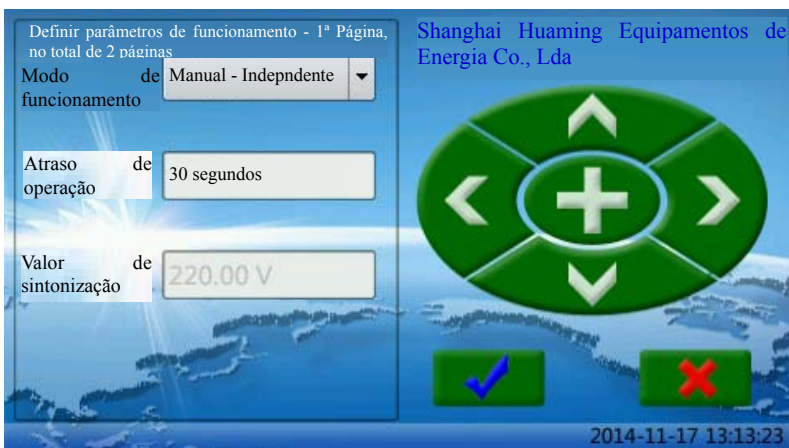 Definir parâmetros de funcionamento - 1ª Página,
no total de 2 páginas
Modo de
funcionamento
Manual - Indepndente
Atraso de
operação
30 segundos
Valor de
sintonização
220.00 V
Shanghai Huaming Equipamentos de
Energia Co., Lda
2014-11-17 13:13:23